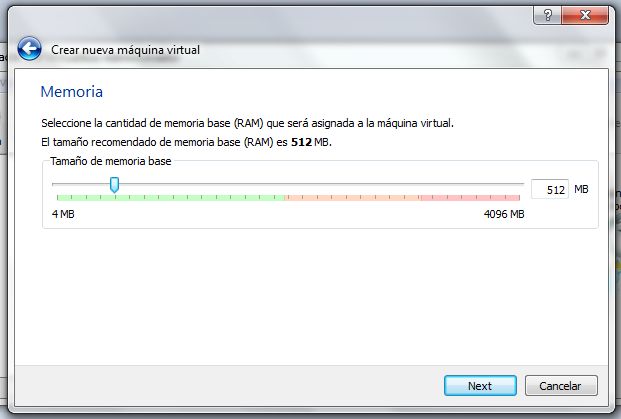 Crear nueva máquina virtual
Memoria
Seleccione la cantidad de memoria base (RAM) que será asignada a la máquina virtual.
El tamaño recomendado de memoria base (RAM) es 512 MB.
Tamaño de memoria base
512 MB
4 MB 4096 MB
Next Cancelar